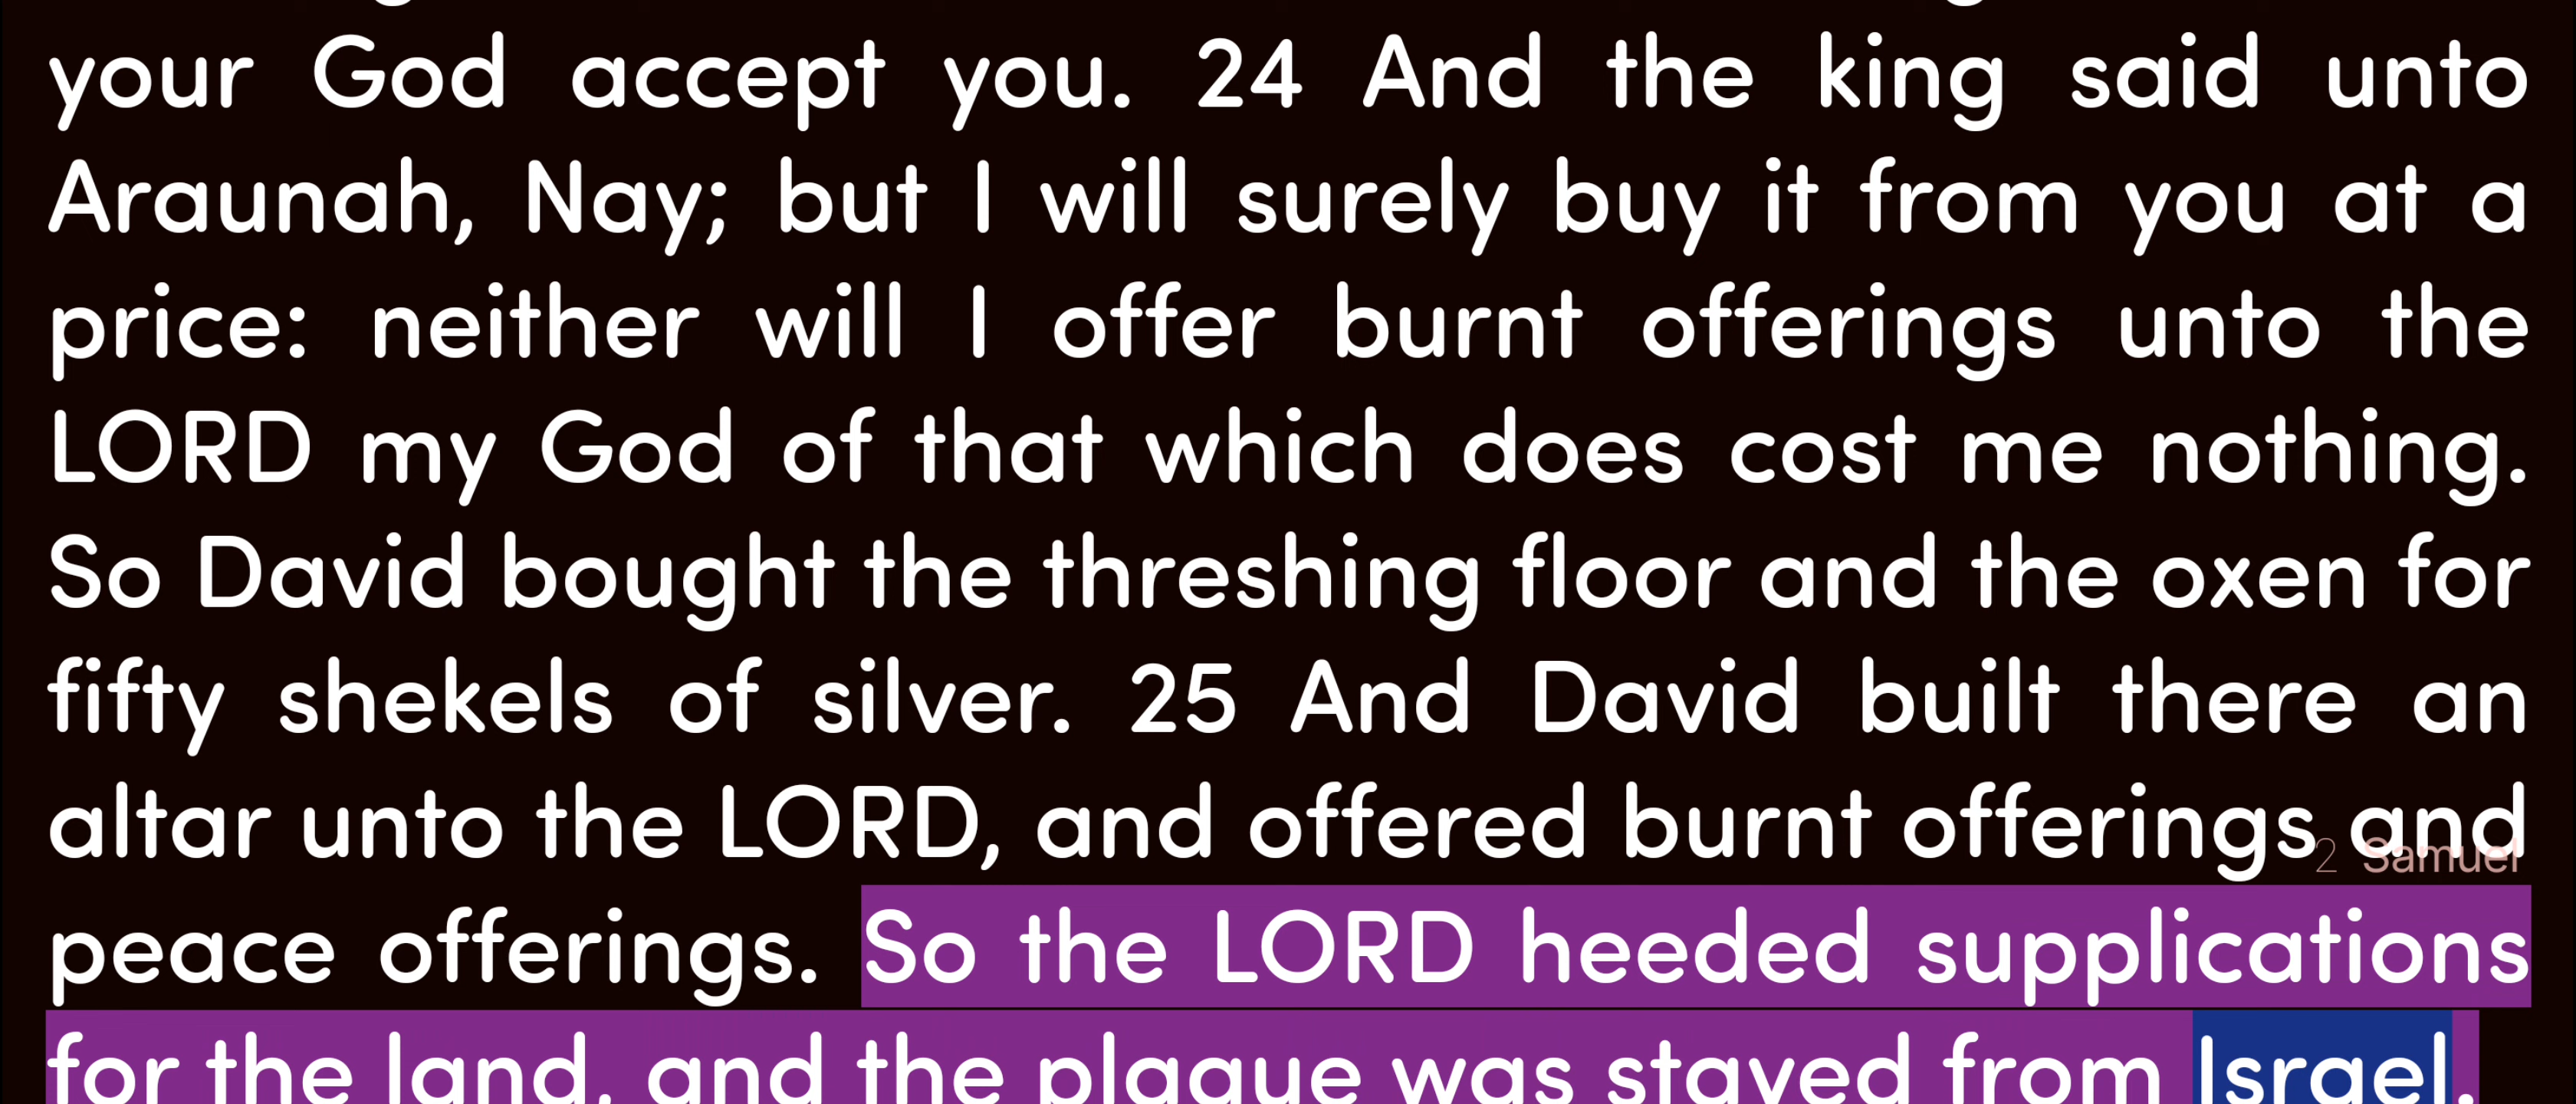 your God accept you. 24 And the king said unto
Araunah, Nay; but I will surely buy it from you at a
price: neither will I offer burnt offerings unto the
LORD my God of that which does cost me nothing.
So David bought the threshing floor and the oxen for
fifty shekels of silver. 25 And David built there an
altar unto the LORD, and offered burnt offerings and
2 Samuel
peace offerings. So the LORD heeded supplications
for the land, and the plague was stayed from Israel.